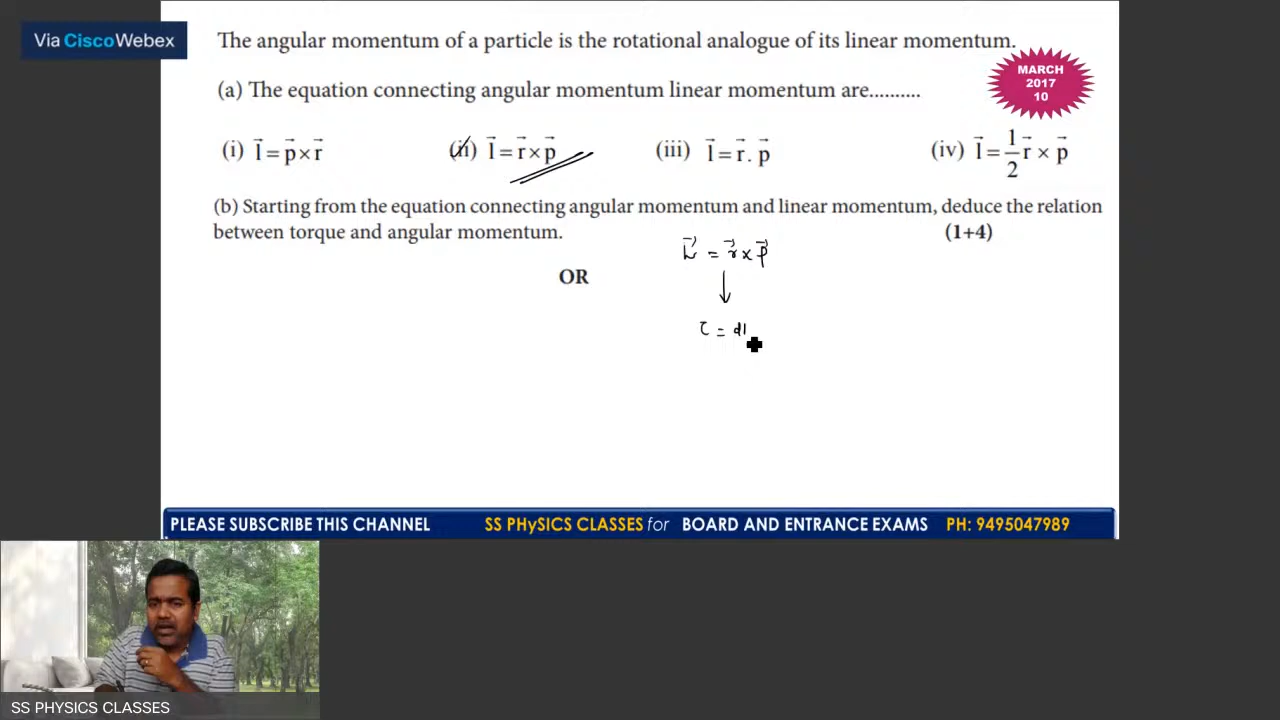 Via Cisco Webex
The angular momentum of a particle is the rotational analogue of its linear momentum.
MARCH
2017
10
(a) The equation connecting angular momentum linear momentum are..........
(i) l⃗ = p⃗ × r⃗ (ii) l⃗ = r⃗ × p⃗ (iii) l⃗ = r⃗ . p⃗ (iv) l⃗ = 1/2 r⃗ × p⃗
(b) Starting from the equation connecting angular momentum and linear momentum, deduce the relation
between torque and angular momentum. (1+4)
L⃗ = r⃗ × p⃗
OR
τ = dl
PLEASE SUBSCRIBE THIS CHANNEL SS PHySICS CLASSES for BOARD AND ENTRANCE EXAMS PH: 9495047989
SS PHYSICS CLASSES